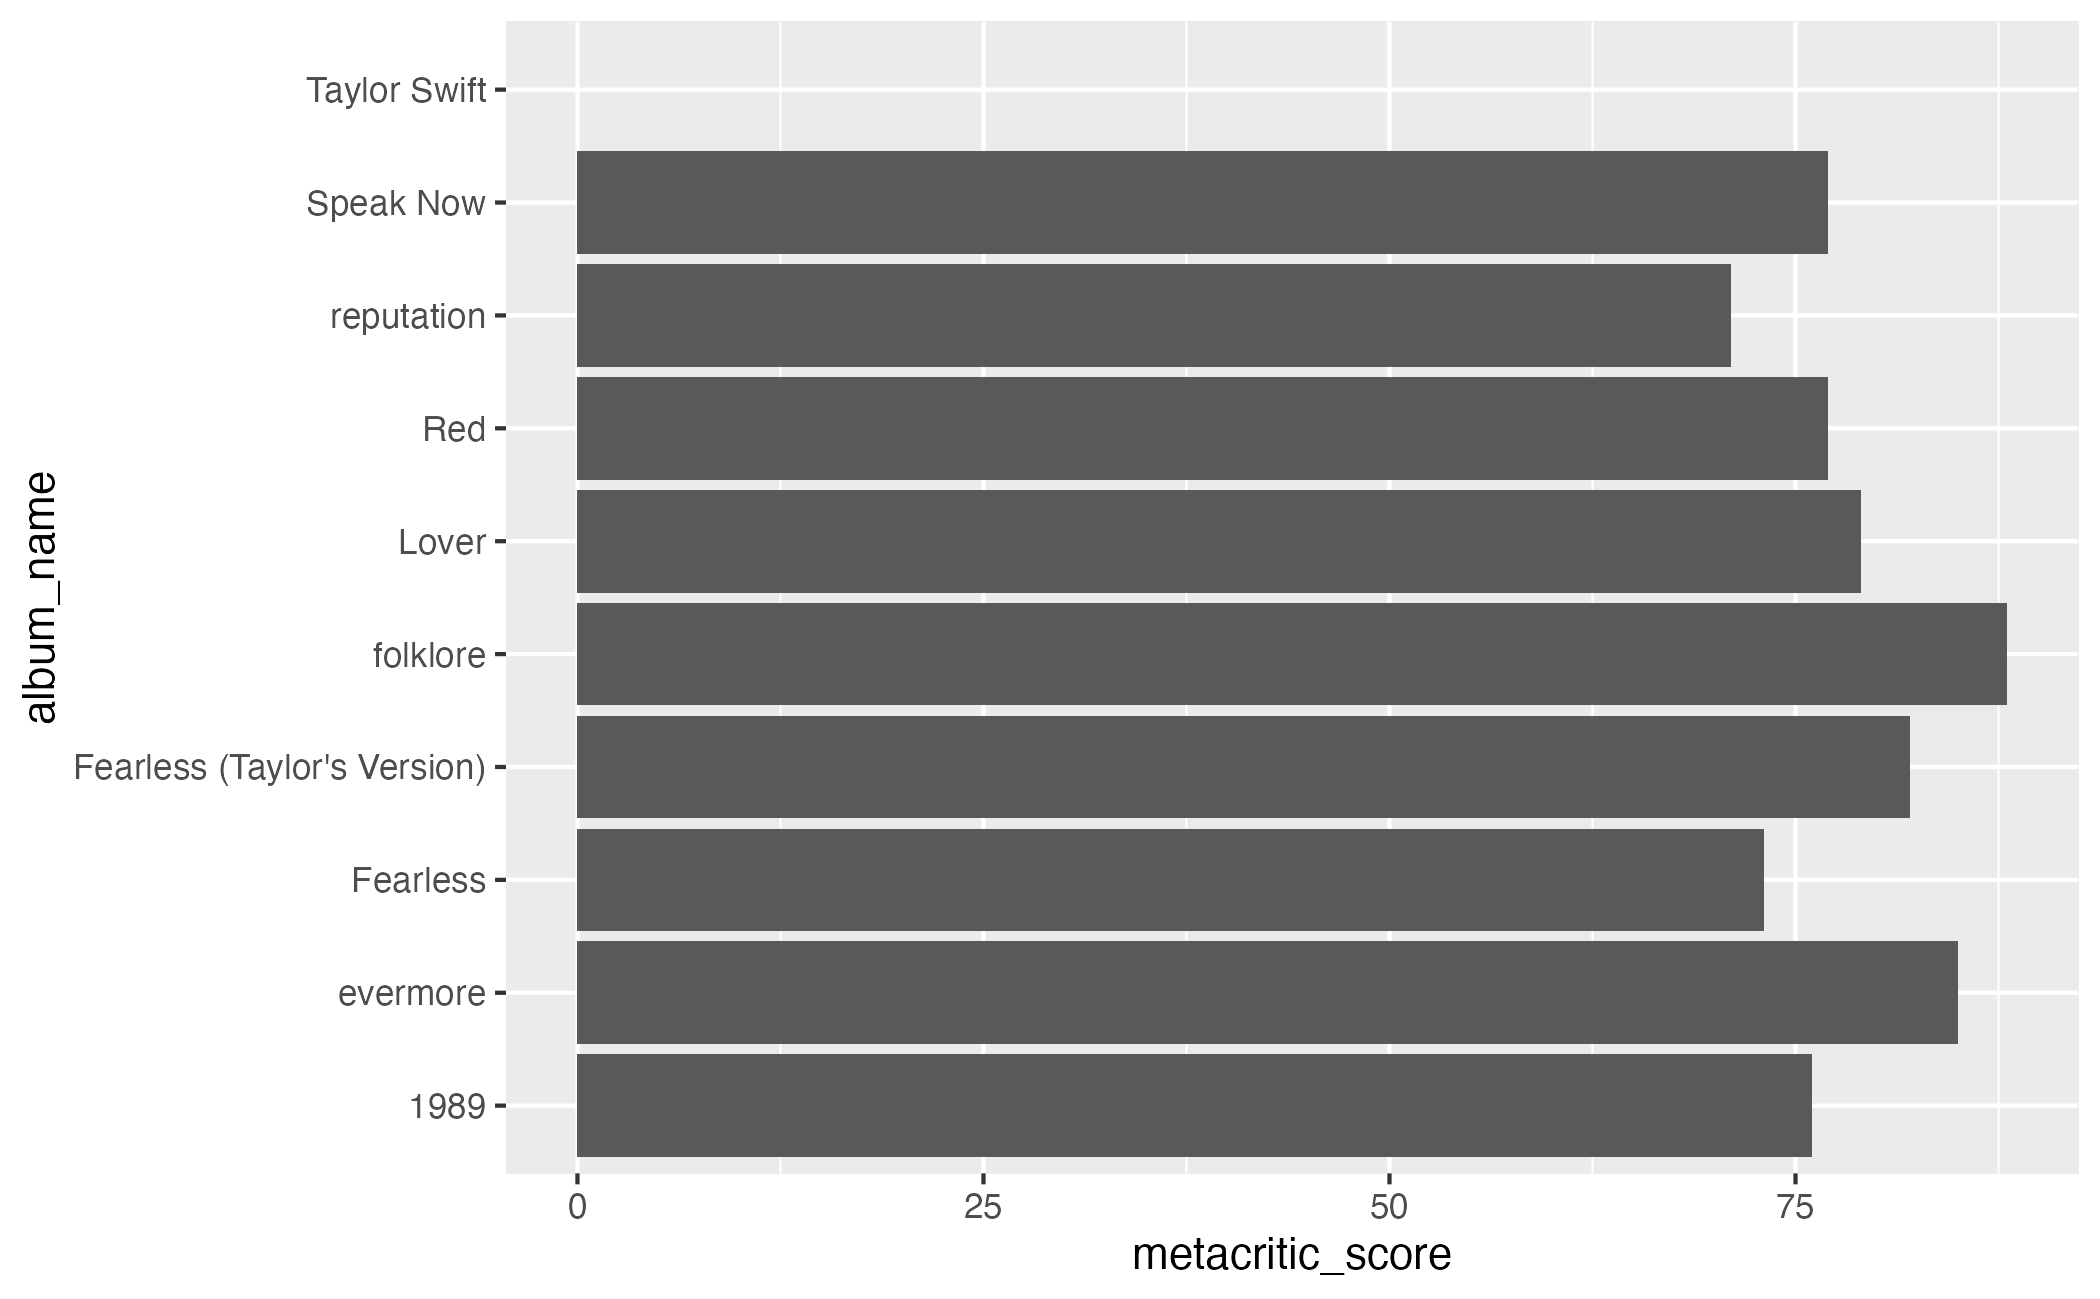 Taylor Swift
Speak Now
reputation
Red
Lover
folklore
Fearless (Taylor's Version)
Fearless
evermore
1989
album_name
0 25 50 75
metacritic_score